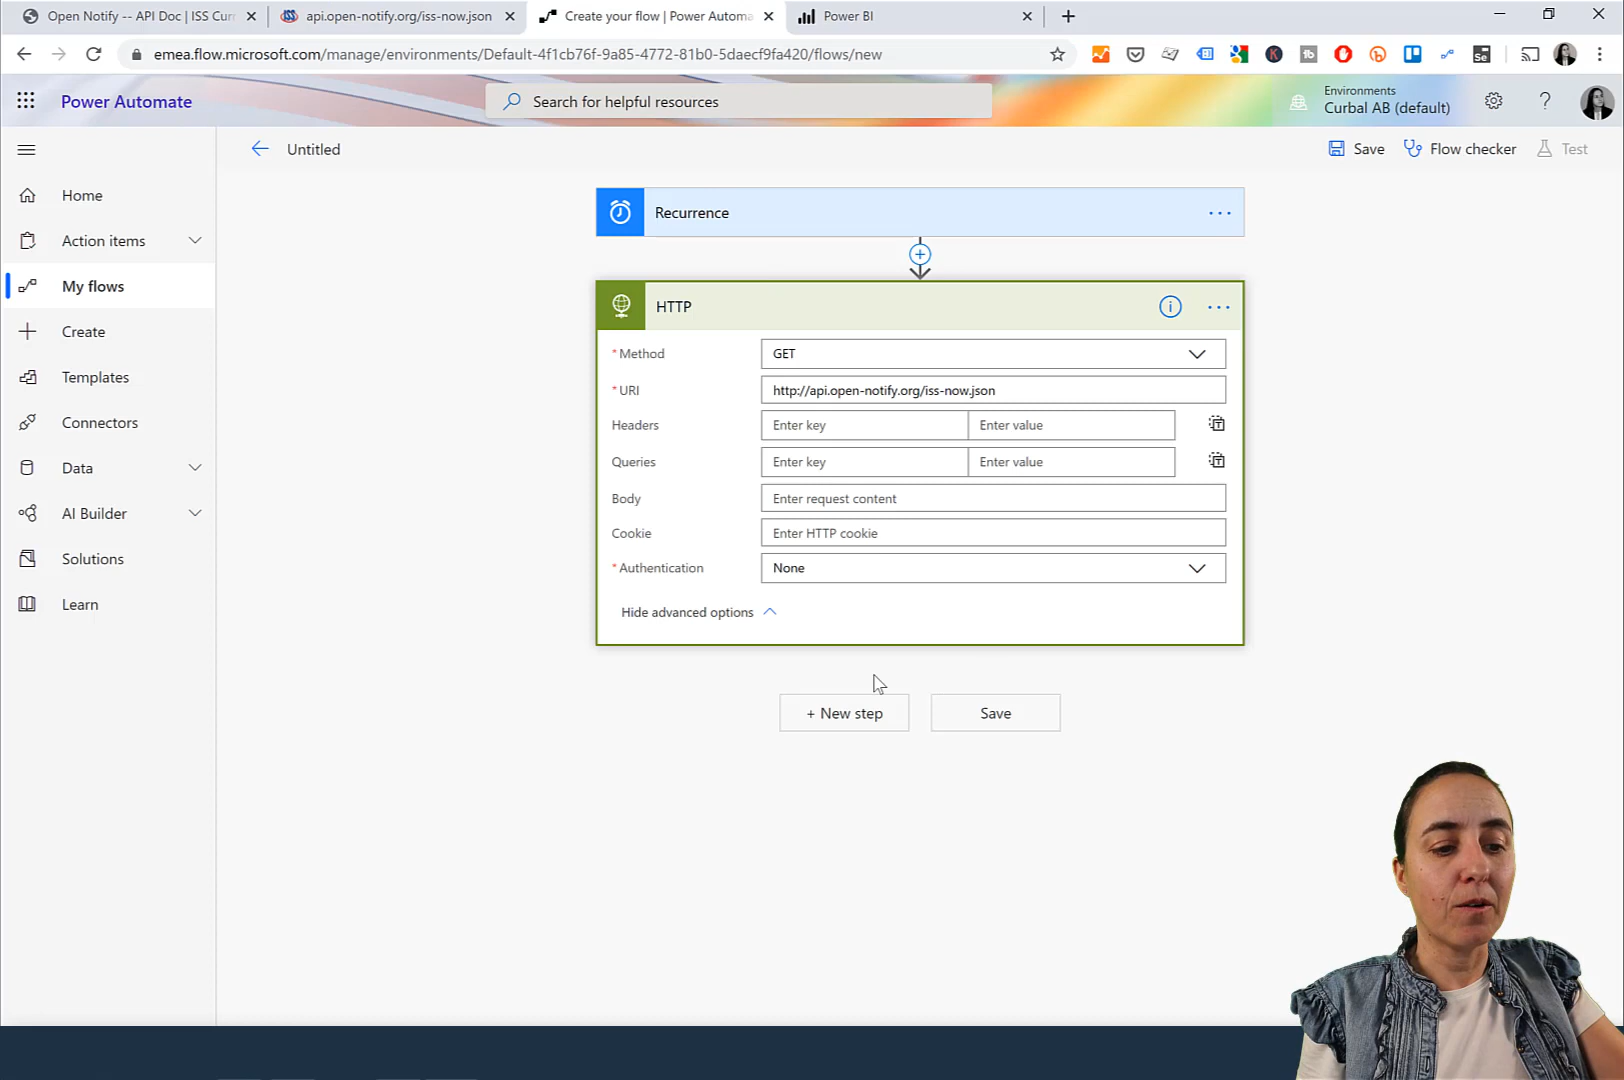 Open Notify -- API Doc | ISS Curr
api.open-notify.org/iss-now.json
Create your flow | Power Automa
Power BI
emea.flow.microsoft.com/manage/environments/Default-4f1cb76f-9a85-4772-81b0-5daecf9fa420/flows/new
Power Automate
Search for helpful resources
Environments
Curbal AB (default)
Untitled
Save
Flow checker
Test
Home
Action items
My flows
Create
Templates
Connectors
Data
AI Builder
Solutions
Learn
Recurrence
HTTP
* Method
GET
* URI
http://api.open-notify.org/iss-now.json
Headers
Enter key
Enter value
Queries
Enter key
Enter value
Body
Enter request content
Cookie
Enter HTTP cookie
* Authentication
None
Hide advanced options
+ New step
Save